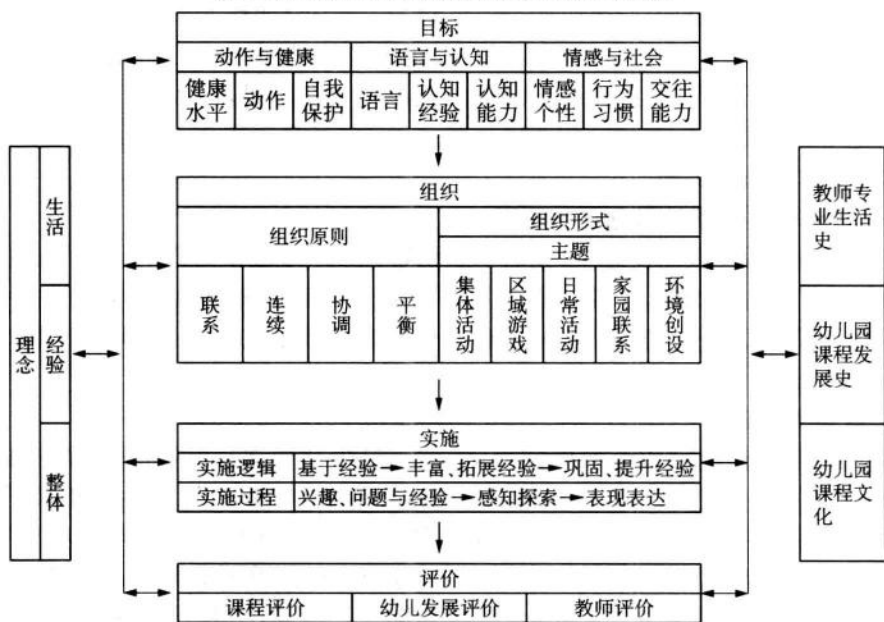 目标
动作与健康 语言与认知 情感与社会
健康水平 动作 自我保护 语言 认知经验 认知能力 情感个性 行为习惯 交往能力
组织
组织原则 组织形式
主题
联系 连续 协调 平衡 集体活动 区域游戏 日常活动 家园联系 环境创设
实施
实施逻辑 基于经验→丰富、拓展经验→巩固、提升经验
实施过程 兴趣、问题与经验→感知探索→表现表达
评价
课程评价 幼儿发展评价 教师评价
理念
生活
经验
整体
教师专
业生活
史
幼儿园
课程发
展史
幼儿园
课程文
化